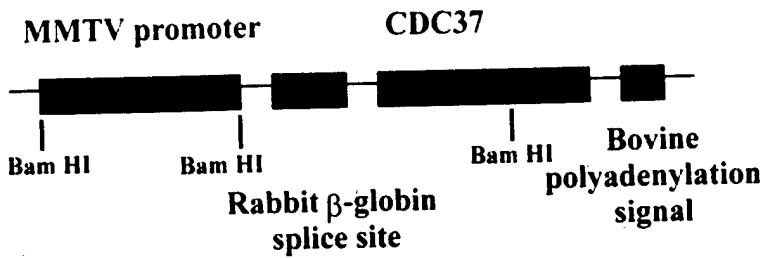 MMTV promoter
CDC37
Bam HI
Bam HI
Bam HI
Rabbit β-globin
splice site
Bovine
polyadenylation
signal